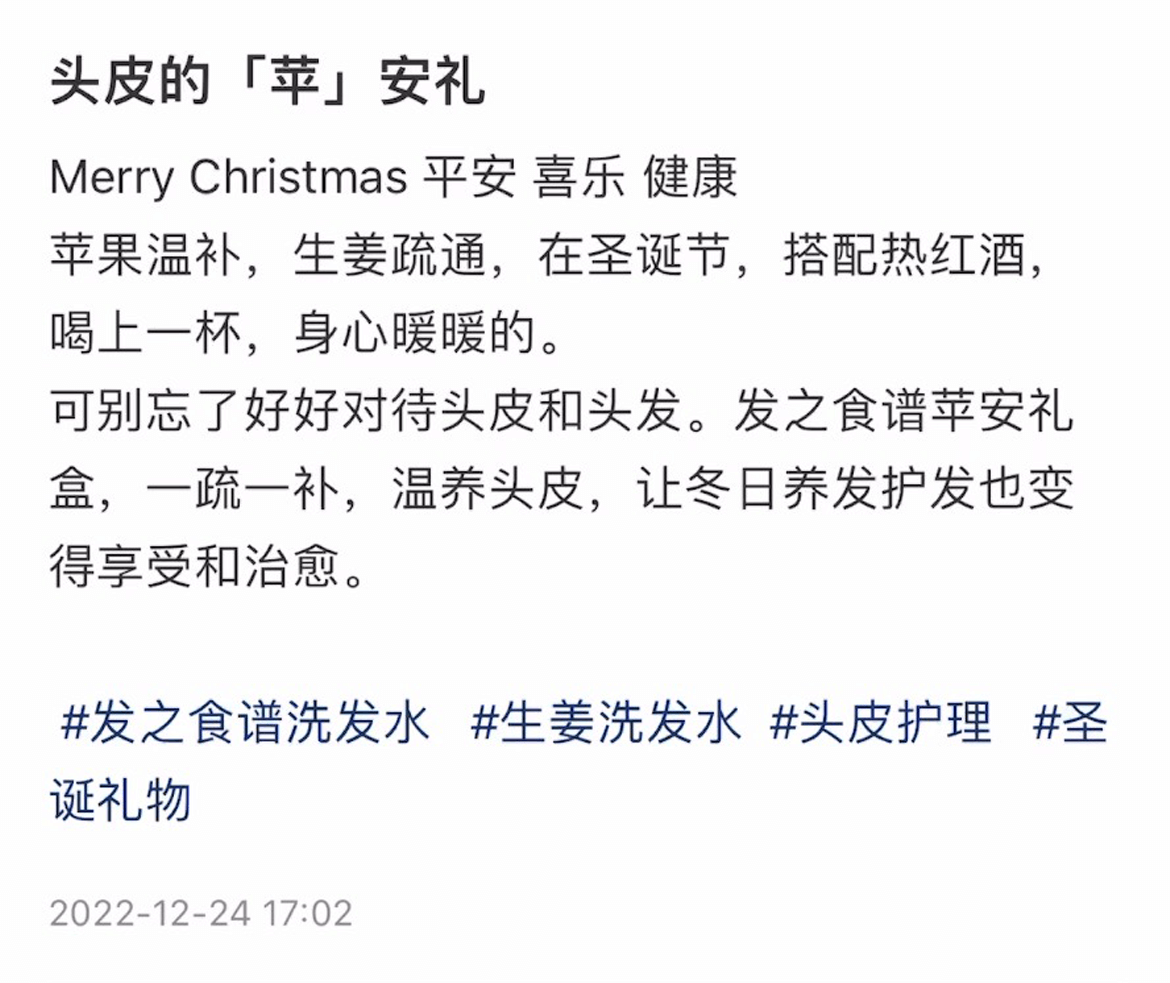 头皮的「苹」安礼
Merry Christmas 平安 喜乐 健康
苹果温补，生姜疏通，在圣诞节，搭配热红酒，
喝上一杯，身心暖暖的。
可别忘了好好对待头皮和头发。发之食谱苹安礼
盒，一疏一补，温养头皮，让冬日养发护发也变
得享受和治愈。
#发之食谱洗发水 #生姜洗发水 #头皮护理 #圣
诞礼物
2022-12-24 17:02